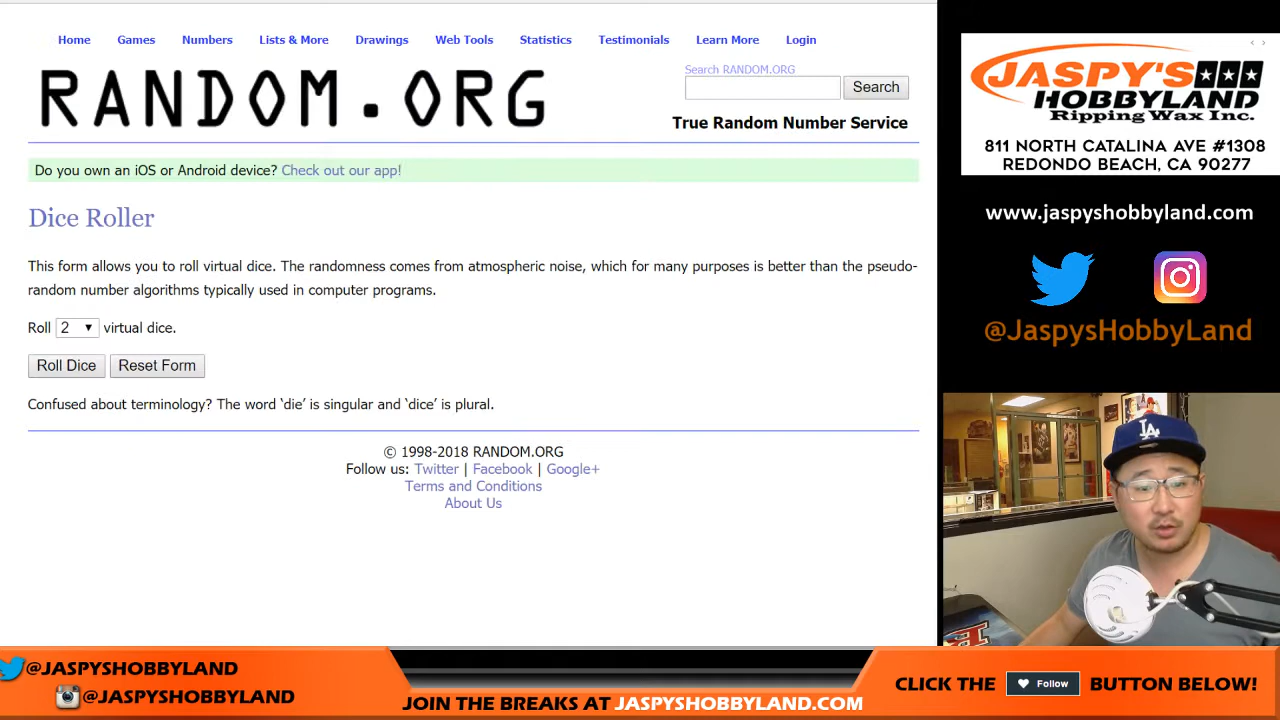 Home Games Numbers Lists & More Drawings Web Tools Statistics Testimonials Learn More Login
RANDOM.ORG
Search RANDOM.ORG
Search
True Random Number Service
Do you own an iOS or Android device? Check out our app!
Dice Roller
This form allows you to roll virtual dice. The randomness comes from atmospheric noise, which for many purposes is better than the pseudo-
random number algorithms typically used in computer programs.
Roll 2 virtual dice.
Roll Dice Reset Form
Confused about terminology? The word ‘die’ is singular and ‘dice’ is plural.
© 1998-2018 RANDOM.ORG
Follow us: Twitter | Facebook | Google+
Terms and Conditions
About Us
JASPY'S
HOBBYLAND
Ripping Wax Inc.
811 NORTH CATALINA AVE #1308
REDONDO BEACH, CA 90277
www.jaspyshobbyland.com
@JaspysHobbyLand
LA
@JASPYSHOBBYLAND
@JASPYSHOBBYLAND
JOIN THE BREAKS AT JASPYSHOBBYLAND.COM
CLICK THE Follow BUTTON BELOW!